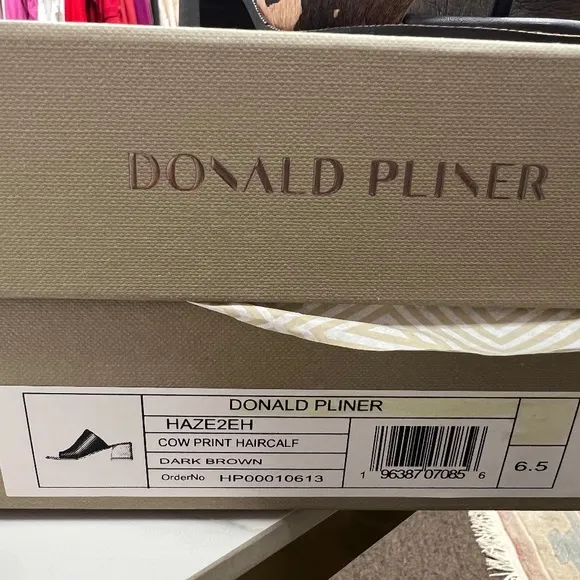 DONALD PLINER
DONALD PLINER
HAZE2EH
COW PRINT HAIRCALF
DARK BROWN
OrderNo HP00010613
1 96387 07085 6
6.5